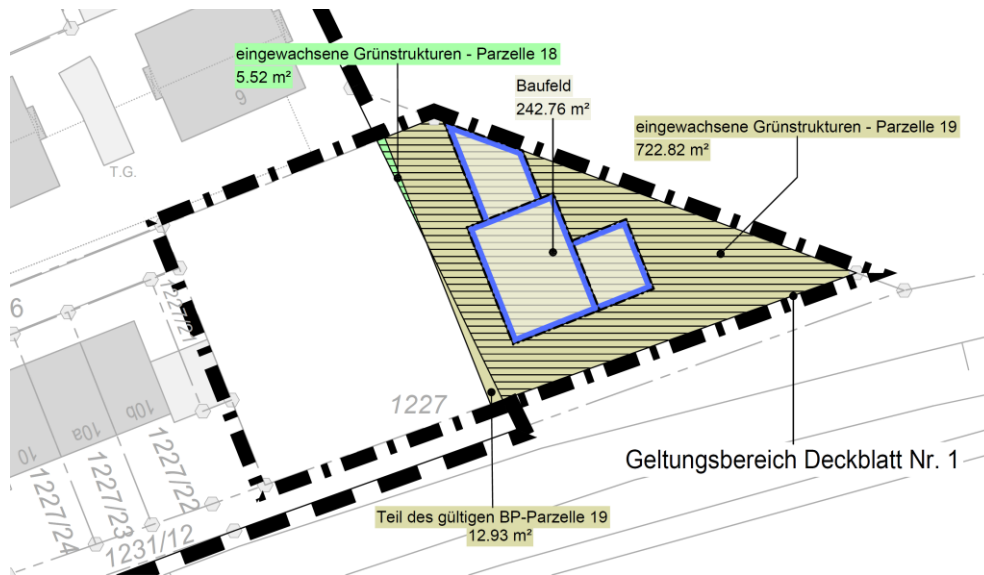 eingewachsene Grünstrukturen - Parzelle 18
5.52 m²
Baufeld
242.76 m²
eingewachsene Grünstrukturen - Parzelle 19
722.82 m²
9
T.G.
6
1227/21
1227
10b
10a
10
1227/22
1227/23
1227/24
1231/12
Geltungsbereich Deckblatt Nr. 1
Teil des gültigen BP-Parzelle 19
12.93 m²